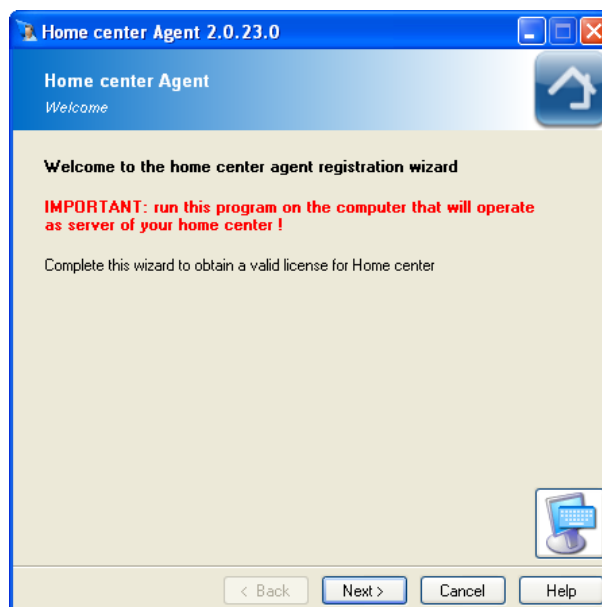 Home center Agent 2.0.23.0
Home center Agent
Welcome
Welcome to the home center agent registration wizard
IMPORTANT: run this program on the computer that will operate
as server of your home center !
Complete this wizard to obtain a valid license for Home center
< Back Next > Cancel Help